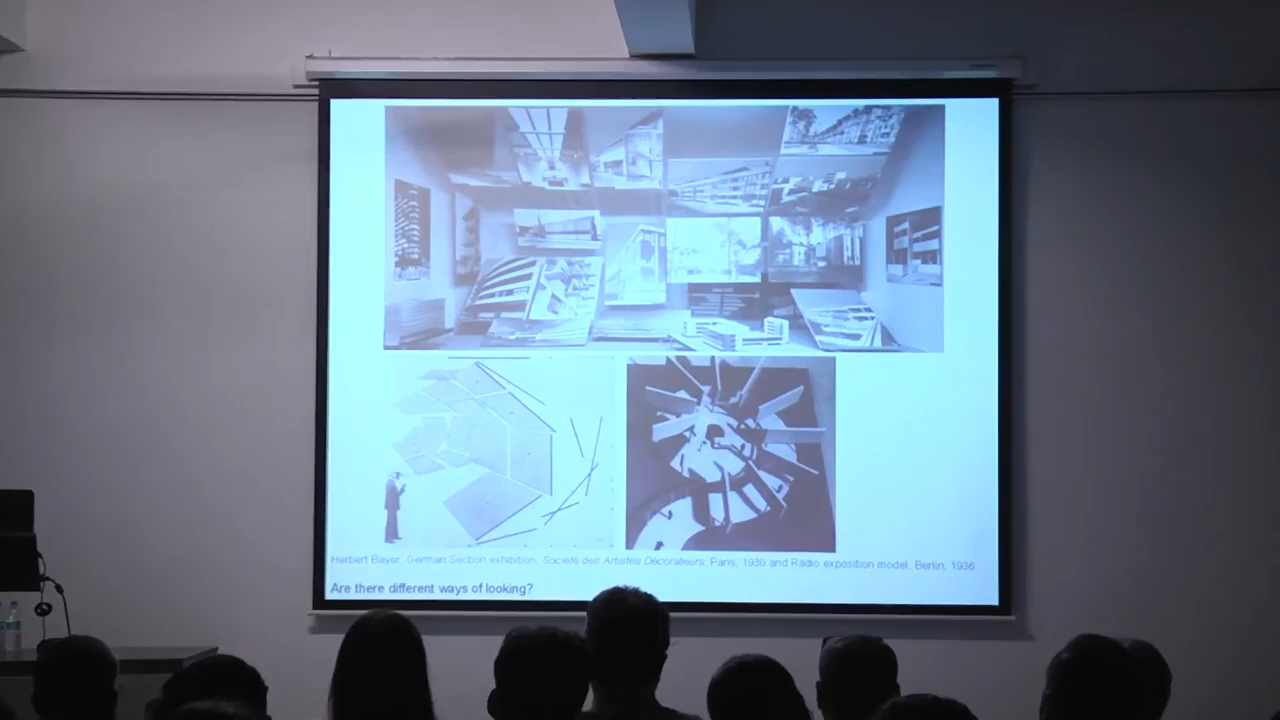 Herbert Bayer: German Section exhibition, Société des Artistes Décorateurs, Paris, 1930 and Radio exposition model, Berlin, 1936
Are there different ways of looking?